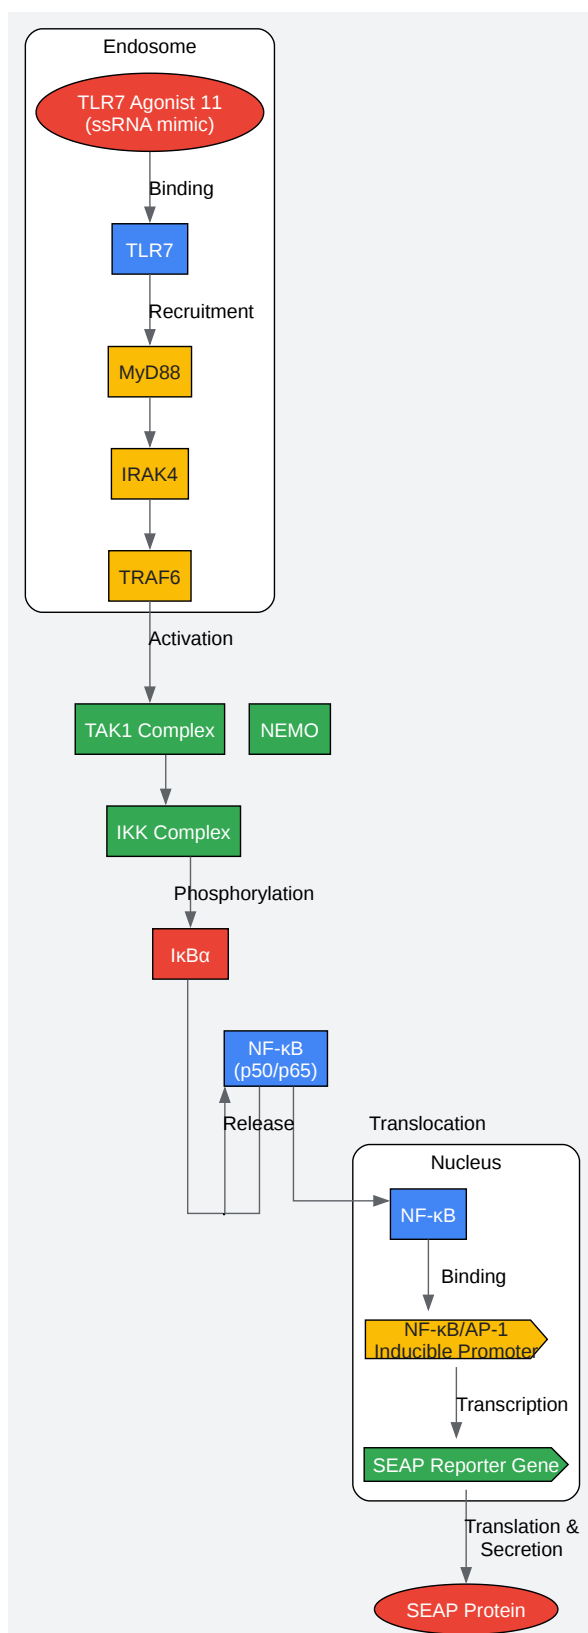 Endosome
TLR7 Agonist 11
(ssRNA mimic)
Binding
TLR7
Recruitment
MyD88
IRAK4
TRAF6
Activation
TAK1 Complex
NEMO
IKK Complex
Phosphorylation
IκBα
NF-κB
(p50/p65)
Release
Translocation
Nucleus
NF-κB
Binding
NF-κB/AP-1
Inducible Promoter
Transcription
SEAP Reporter Gene
Translation &
Secretion
SEAP Protein